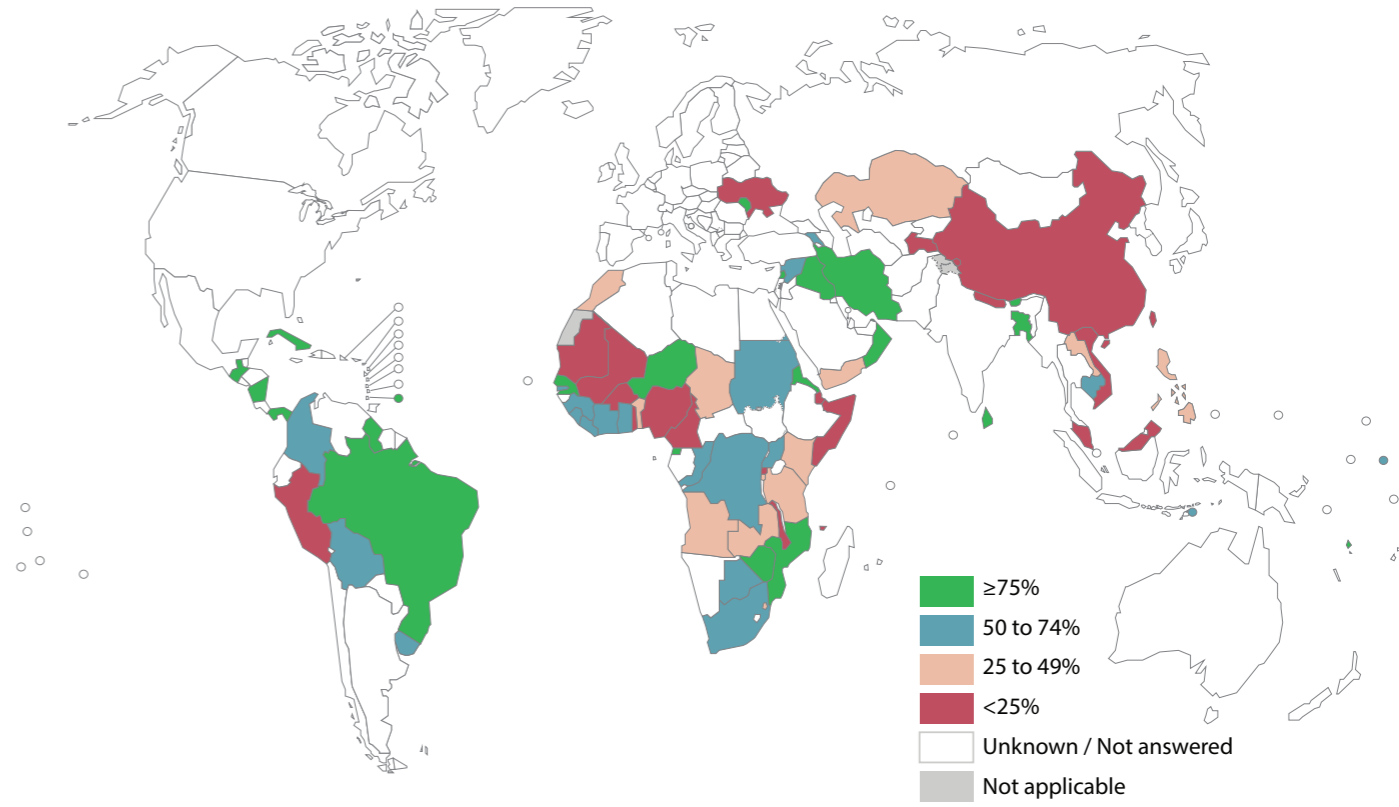 ≥75%
50 to 74%
25 to 49%
<25%
Unknown / Not answered
Not applicable